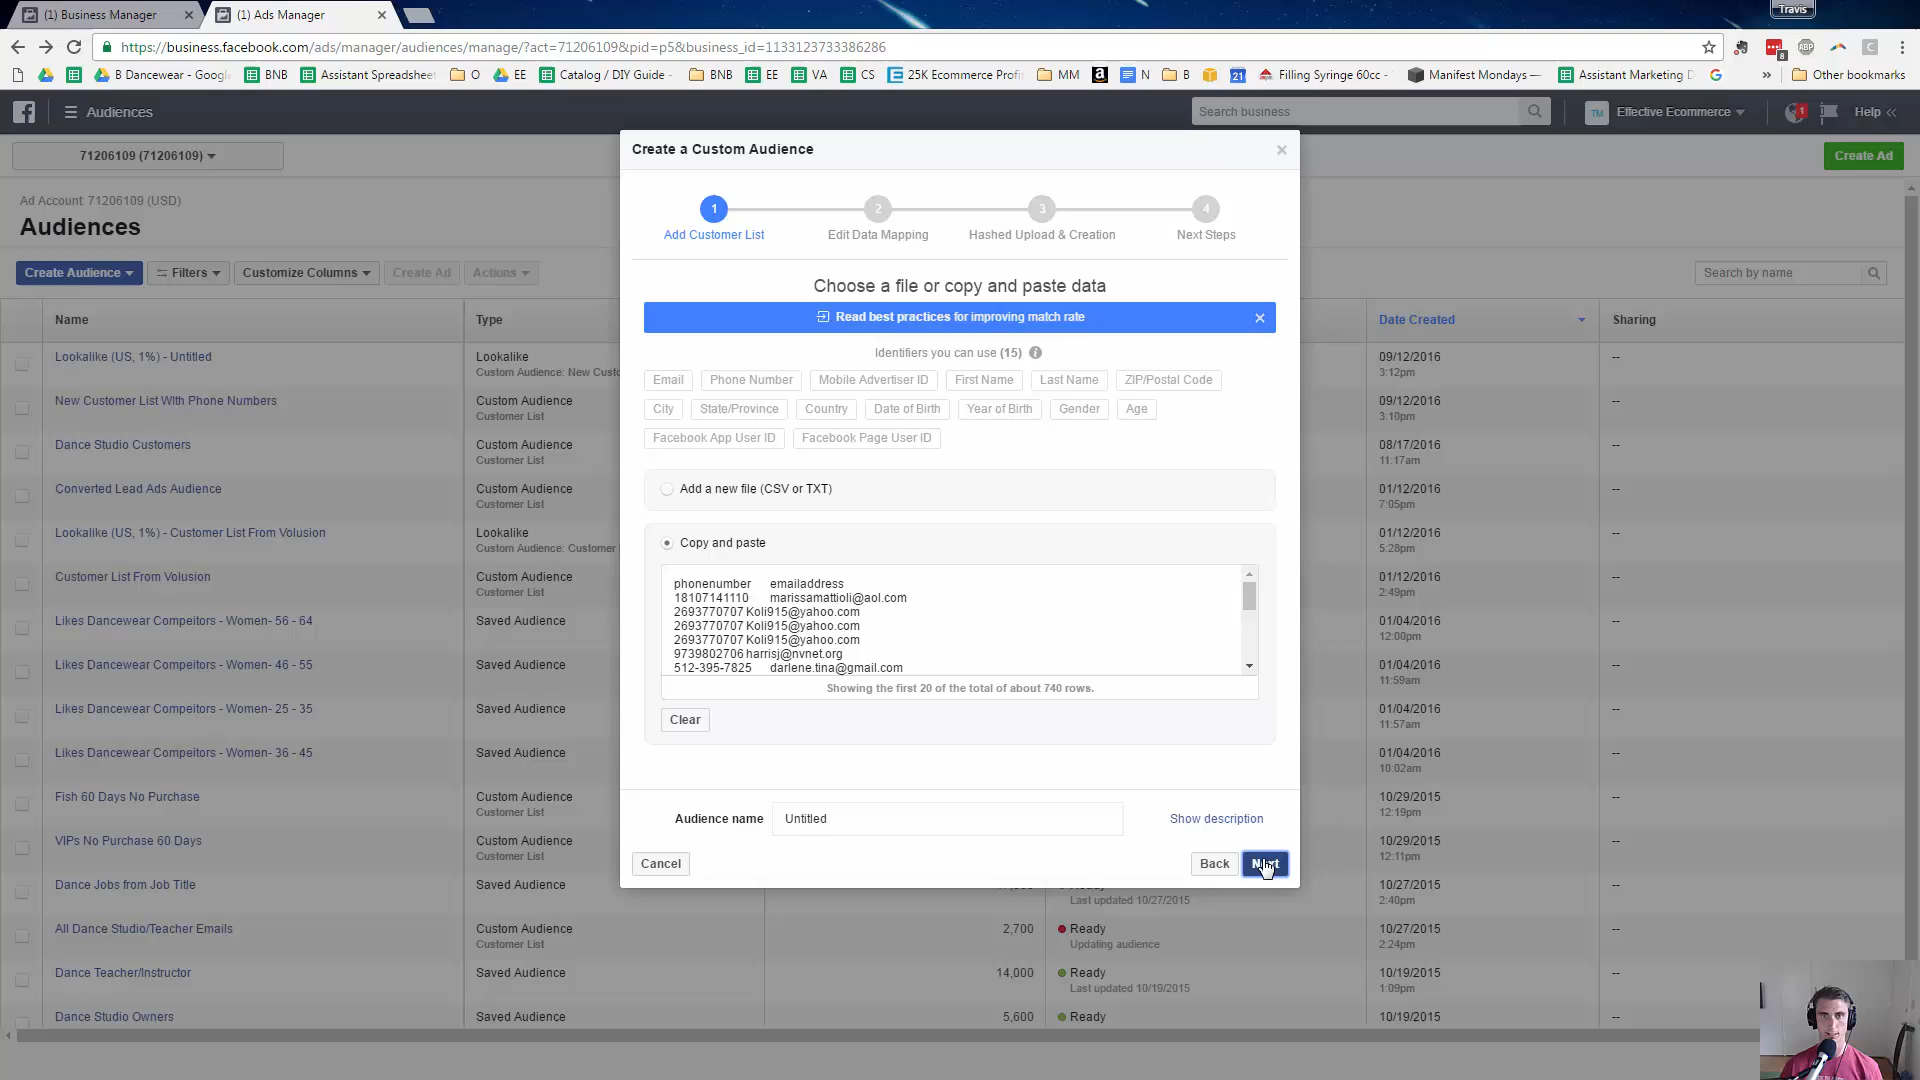 (1) Business Manager
(1) Ads Manager
Travis
https://business.facebook.com/ads/manager/audiences/manage/?act=71206109&pid=p5&business_id=1133123733386286
B Dancewear - Googl
BNB
Assistant Spreadsheet
O
EE
Catalog / DIY Guide -
BNB
EE
VA
CS
25K Ecommerce Profi
MM
N
B
Filling Syringe 60cc -
Manifest Mondays —
Assistant Marketing D
»
Other bookmarks
Audiences
Search business
TM
Effective Ecommerce
1
Help
71206109 (71206109)
Create Ad
Ad Account: 71206109 (USD)
Audiences
Create Audience
Filters
Customize Columns
Create Ad
Actions
Search by name
Name
Type
Date Created
Sharing
Lookalike (US, 1%) - Untitled
Lookalike
Custom Audience: New Custo
09/12/2016
3:12pm
--
New Customer List WIth Phone Numbers
Custom Audience
Customer List
09/12/2016
3:10pm
--
Dance Studio Customers
Custom Audience
Customer List
08/17/2016
11:17am
--
Converted Lead Ads Audience
Custom Audience
Customer List
01/12/2016
7:05pm
--
Lookalike (US, 1%) - Customer List From Volusion
Lookalike
Custom Audience: Customer
01/12/2016
5:28pm
--
Customer List From Volusion
Custom Audience
Customer List
01/12/2016
2:49pm
--
Likes Dancewear Compeitors - Women- 56 - 64
Saved Audience
01/04/2016
12:00pm
--
Likes Dancewear Compeitors - Women- 46 - 55
Saved Audience
01/04/2016
11:59am
--
Likes Dancewear Compeitors - Women- 25 - 35
Saved Audience
01/04/2016
11:57am
--
Likes Dancewear Compeitors - Women- 36 - 45
Saved Audience
01/04/2016
10:02am
--
Fish 60 Days No Purchase
Custom Audience
Customer List
10/29/2015
12:19pm
--
VIPs No Purchase 60 Days
Custom Audience
Customer List
10/29/2015
12:11pm
--
Dance Jobs from Job Title
Saved Audience
Last updated 10/27/2015
10/27/2015
2:40pm
--
All Dance Studio/Teacher Emails
Custom Audience
Customer List
2,700
Ready
Updating audience
10/27/2015
2:24pm
--
Dance Teacher/Instructor
Saved Audience
14,000
Ready
Last updated 10/19/2015
10/19/2015
1:09pm
--
Dance Studio Owners
Saved Audience
5,600
Ready
10/19/2015
--
Create a Custom Audience
1
2
3
4
Add Customer List
Edit Data Mapping
Hashed Upload & Creation
Next Steps
Choose a file or copy and paste data
Read best practices for improving match rate
Identifiers you can use (15)
Email
Phone Number
Mobile Advertiser ID
First Name
Last Name
ZIP/Postal Code
City
State/Province
Country
Date of Birth
Year of Birth
Gender
Age
Facebook App User ID
Facebook Page User ID
Add a new file (CSV or TXT)
Copy and paste
phonenumber emailaddress
18107141110 marissamattioli@aol.com
2693770707 Koli915@yahoo.com
2693770707 Koli915@yahoo.com
2693770707 Koli915@yahoo.com
9739802706 harrisj@nvnet.org
512-395-7825 darlene.tina@gmail.com
Showing the first 20 of the total of about 740 rows.
Clear
Audience name
Untitled
Show description
Cancel
Back
Next